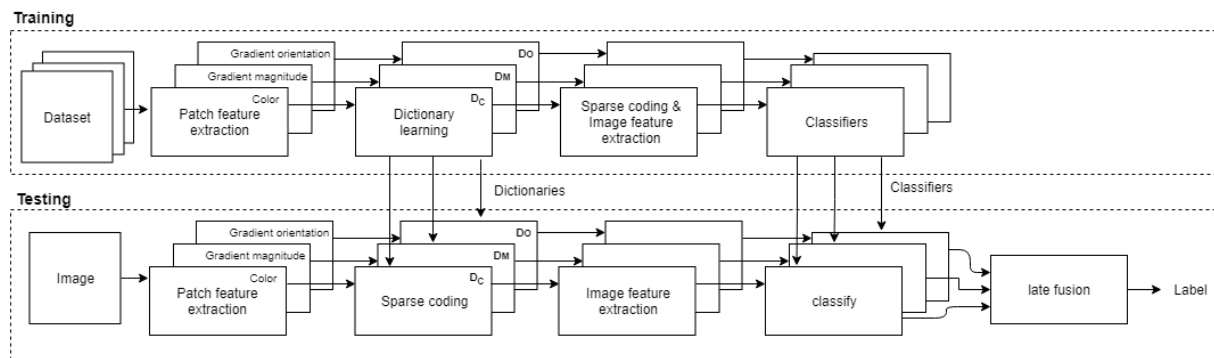 Training
Dataset
Gradient orientation
Gradient magnitude
Color
Patch feature
extraction
Do
DM
DC
Dictionary
learning
Sparse coding &
Image feature
extraction
Classifiers
Dictionaries
Classifiers
Testing
Image
Gradient orientation
Gradient magnitude
Color
Patch feature
extraction
Do
DM
DC
Sparse coding
Image feature
extraction
classify
late fusion
Label